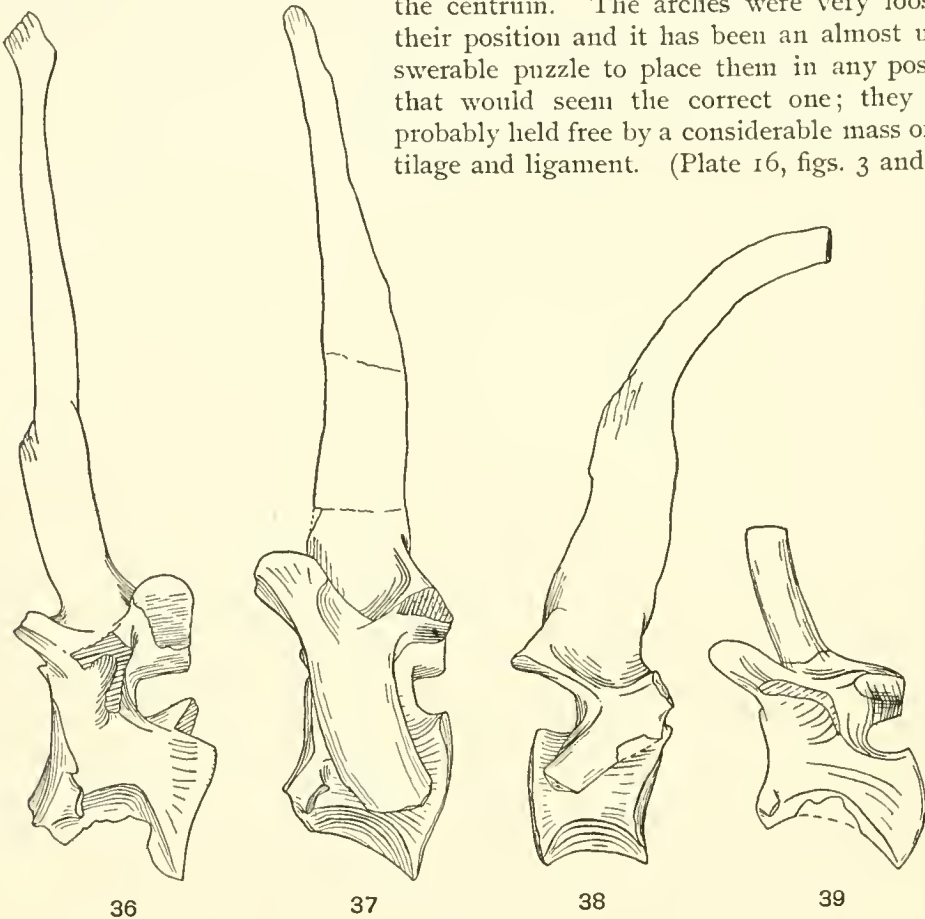 the centrum. The arches were very loos
their position and it has been an almost u
swerable puzzle to place them in any pos
that would seem the correct one; they
probably held free by a considerable mass o
tilage and ligament. (Plate 16, figs. 3 and
36
37
38
39